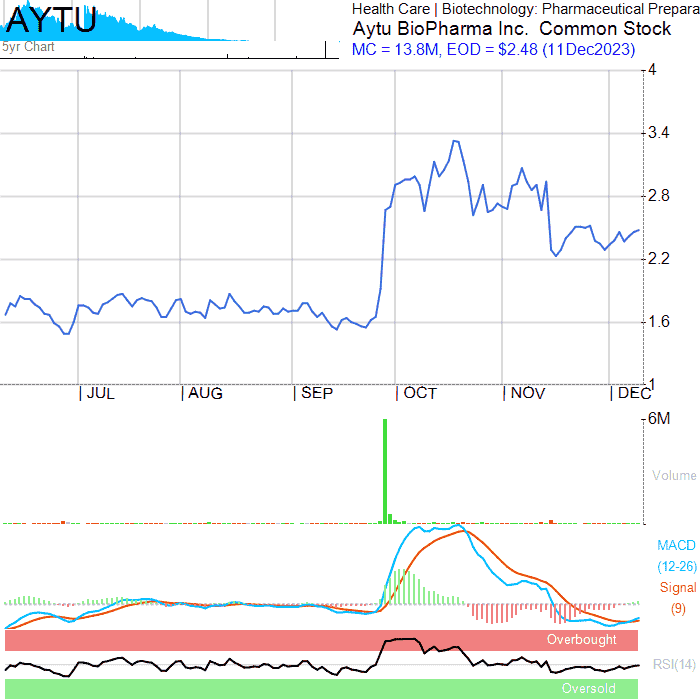 AYTU
5yr Chart
Health Care | Biotechnology: Pharmaceutical Prepara
Aytu BioPharma Inc.  Common Stock
MC = 13.8M, EOD = $2.48 (11Dec2023)
4
3.4
2.8
2.2
1.6
1
JUL
AUG
SEP
OCT
NOV
DEC
6M
Volume
MACD
(12-26)
Signal
(9)
Overbought
RSI(14)
Oversold